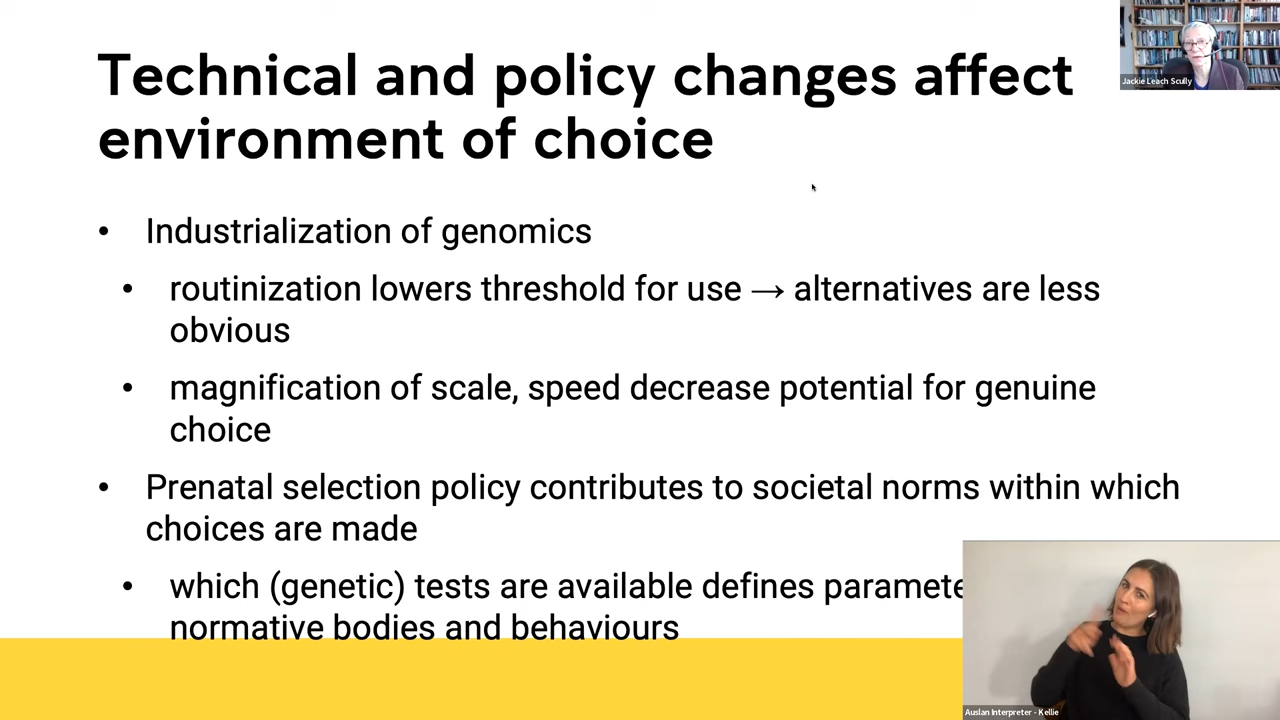 Technical and policy changes affect
environment of choice
Jackie Leach Scully
• Industrialization of genomics
• routinization lowers threshold for use → alternatives are less
obvious
• magnification of scale, speed decrease potential for genuine
choice
• Prenatal selection policy contributes to societal norms within which
choices are made
• which (genetic) tests are available defines paramete
normative bodies and behaviours
Auslan Interpreter - Kellie